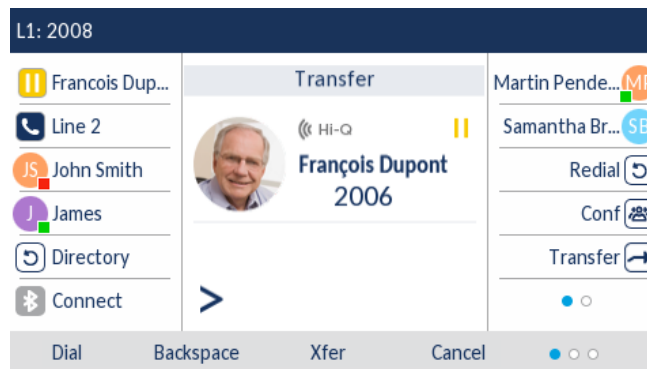 L1: 2008
Francois Dup...
Line 2
JS John Smith
J James
Directory
Connect
Transfer
Hi-Q
François Dupont
2006
>
Martin Pende... MP
Samantha Br... SB
Redial
Conf
Transfer
Dial Backspace Xfer Cancel